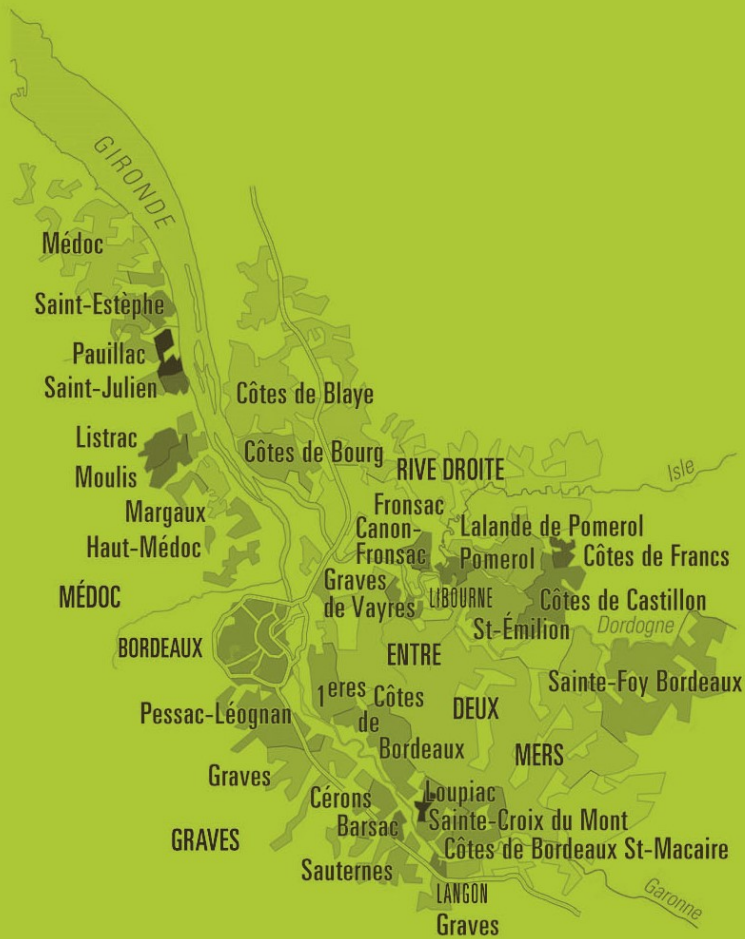 GIRONDE
Médoc
Saint-Estèphe
Pauillac
Saint-Julien
Côtes de Blaye
Listrac
Côtes de Bourg
Moulis
RIVE DROITE
Isle
Margaux
Fronsac
Haut-Médoc
Canon-
Fronsac
Lalande de Pomerol
Pomerol
Côtes de Francs
MÉDOC
Graves
de Vayres
LIBOURNE
Côtes de Castillon
St-Émilion
Dordogne
BORDEAUX
ENTRE
DEUX
MERS
Sainte-Foy Bordeaux
1eres Côtes
de
Bordeaux
Pessac-Léognan
Graves
Cérons
Loupiac
Barsac
Sainte-Croix du Mont
GRAVES
Côtes de Bordeaux St-Macaire
Sauternes
LANGON
Garonne
Graves